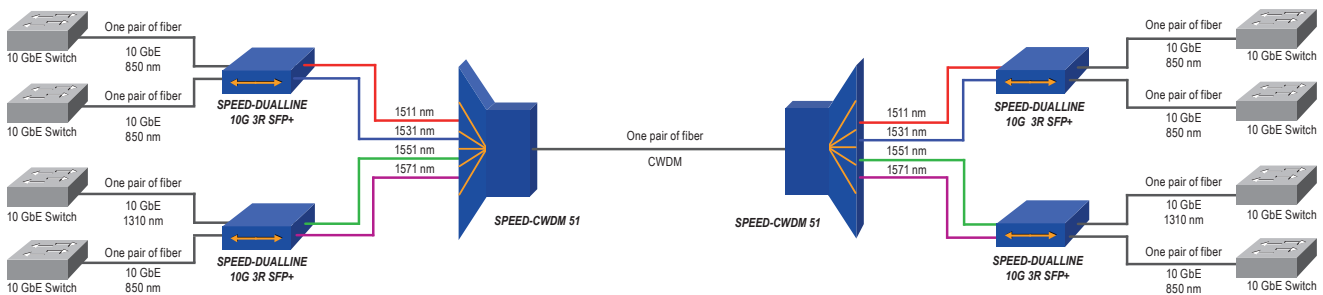 One pair of fiber
10 GbE
850 nm
10 GbE Switch
One pair of fiber
10 GbE
850 nm
10 GbE Switch
SPEED-DUALLINE
10G 3R SFP+
One pair of fiber
10 GbE
1310 nm
10 GbE Switch
One pair of fiber
10 GbE
850 nm
10 GbE Switch
SPEED-DUALLINE
10G 3R SFP+
1511 nm
1531 nm
1551 nm
1571 nm
SPEED-CWDM 51
One pair of fiber
CWDM
SPEED-CWDM 51
1511 nm
1531 nm
1551 nm
1571 nm
SPEED-DUALLINE
10G 3R SFP+
One pair of fiber
10 GbE
850 nm
10 GbE Switch
One pair of fiber
10 GbE
850 nm
10 GbE Switch
SPEED-DUALLINE
10G 3R SFP+
One pair of fiber
10 GbE
1310 nm
10 GbE Switch
One pair of fiber
10 GbE
850 nm
10 GbE Switch